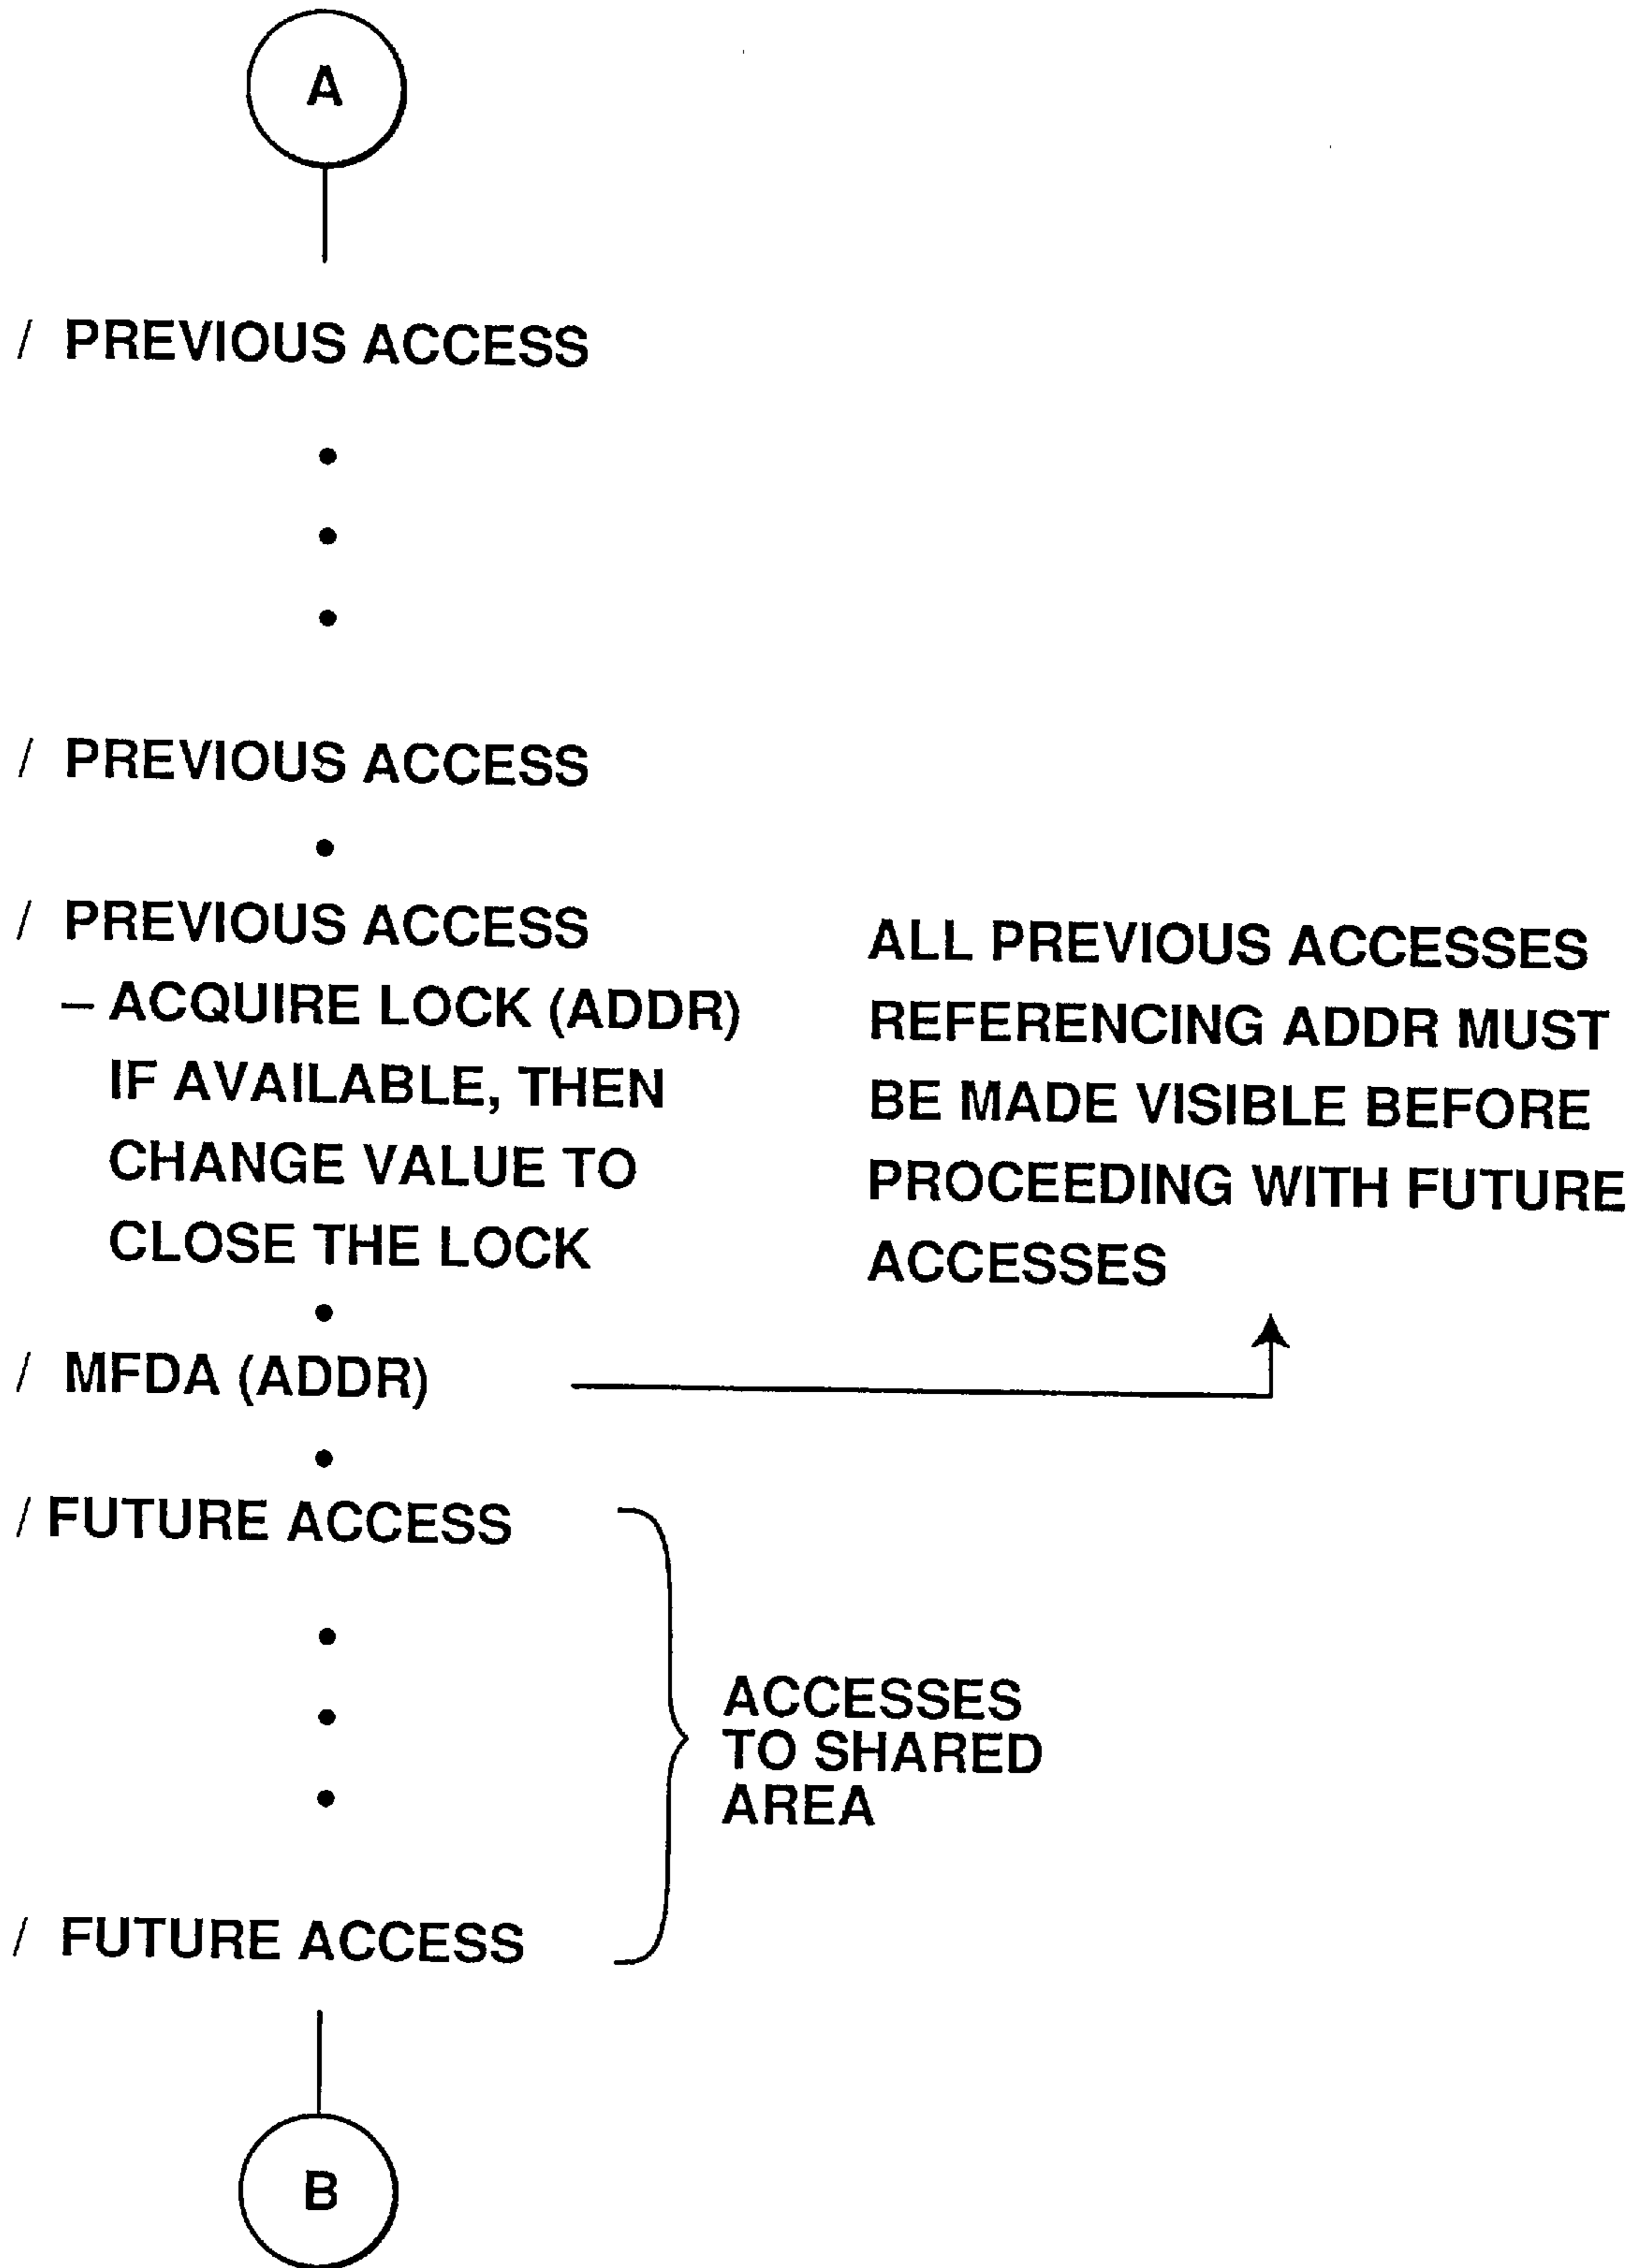 A
/ PREVIOUS ACCESS
/ PREVIOUS ACCESS
/ PREVIOUS ACCESS
– ACQUIRE LOCK (ADDR)
IF AVAILABLE, THEN
CHANGE VALUE TO
CLOSE THE LOCK
ALL PREVIOUS ACCESSES
REFERENCING ADDR MUST
BE MADE VISIBLE BEFORE
PROCEEDING WITH FUTURE
ACCESSES
/ MFDA (ADDR)
/ FUTURE ACCESS
ACCESSES
TO SHARED
AREA
/ FUTURE ACCESS
B